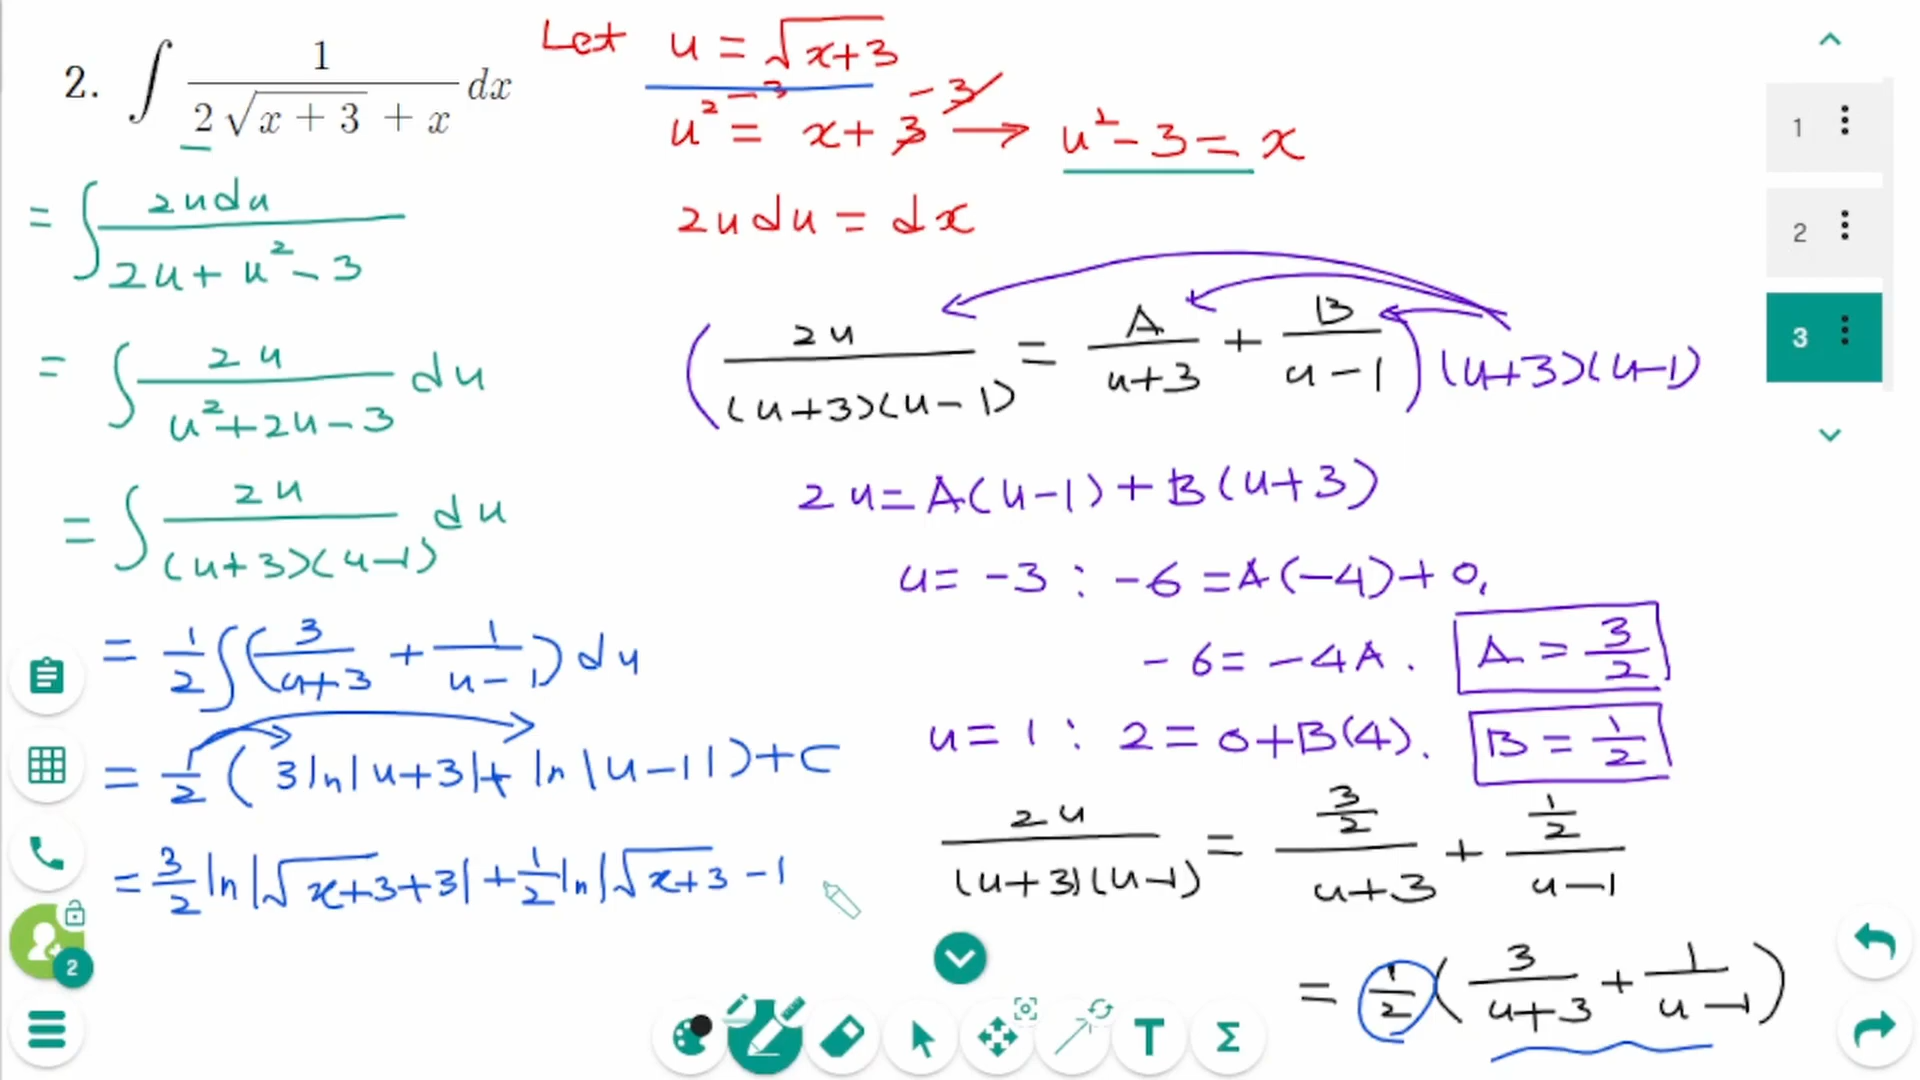 2. ∫ 1 / (2√(x + 3) + x) dx
Let u = √(x+3)
-3 -3
u² = x+3 → u²-3 = x
2u du = dx
= ∫ 2u du / (2u + u² - 3)
= ∫ 2u / (u²+2u-3) du
= ∫ 2u / ((u+3)(u-1)) du
= 1/2 ∫ (3/(u+3) + 1/(u-1)) du
= 1/2 (3 ln|u+3| + ln|u-1|) + C
= 3/2 ln|√(x+3)+3| + 1/2 ln|√(x+3) -1
(2u / ((u+3)(u-1)) = A/(u+3) + B/(u-1)) (u+3)(u-1)
2u = A(u-1) + B(u+3)
u = -3 : -6 = A(-4) + 0,
-6 = -4A. A = 3/2
u = 1 : 2 = 0+B(4). B = 1/2
2u / ((u+3)(u-1)) = (3/2)/(u+3) + (1/2)/(u-1)
= 1/2 (3/(u+3) + 1/(u-1))
1
2
3
2
T
Σ